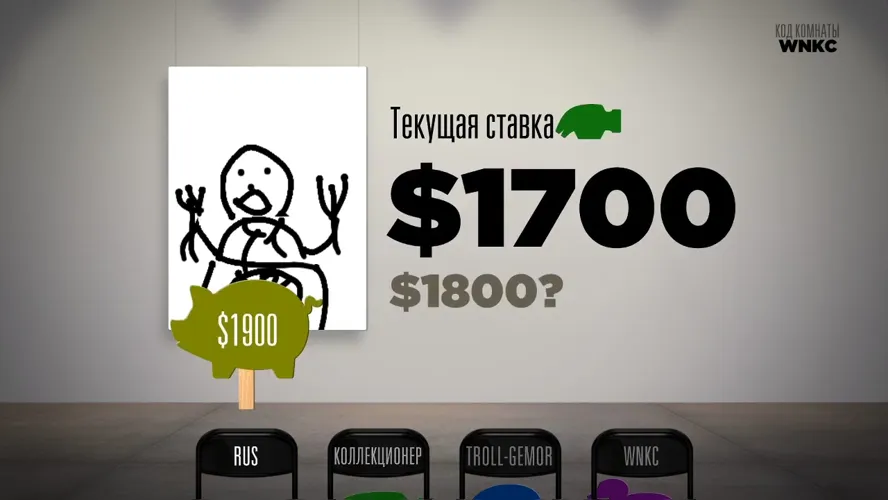 КОД КОМНАТЫ
WNKC
Текущая ставка
$1700
$1800?
$1900
RUS
КОЛЛЕКЦИОНЕР
TROLL-GEMOR
WNKC